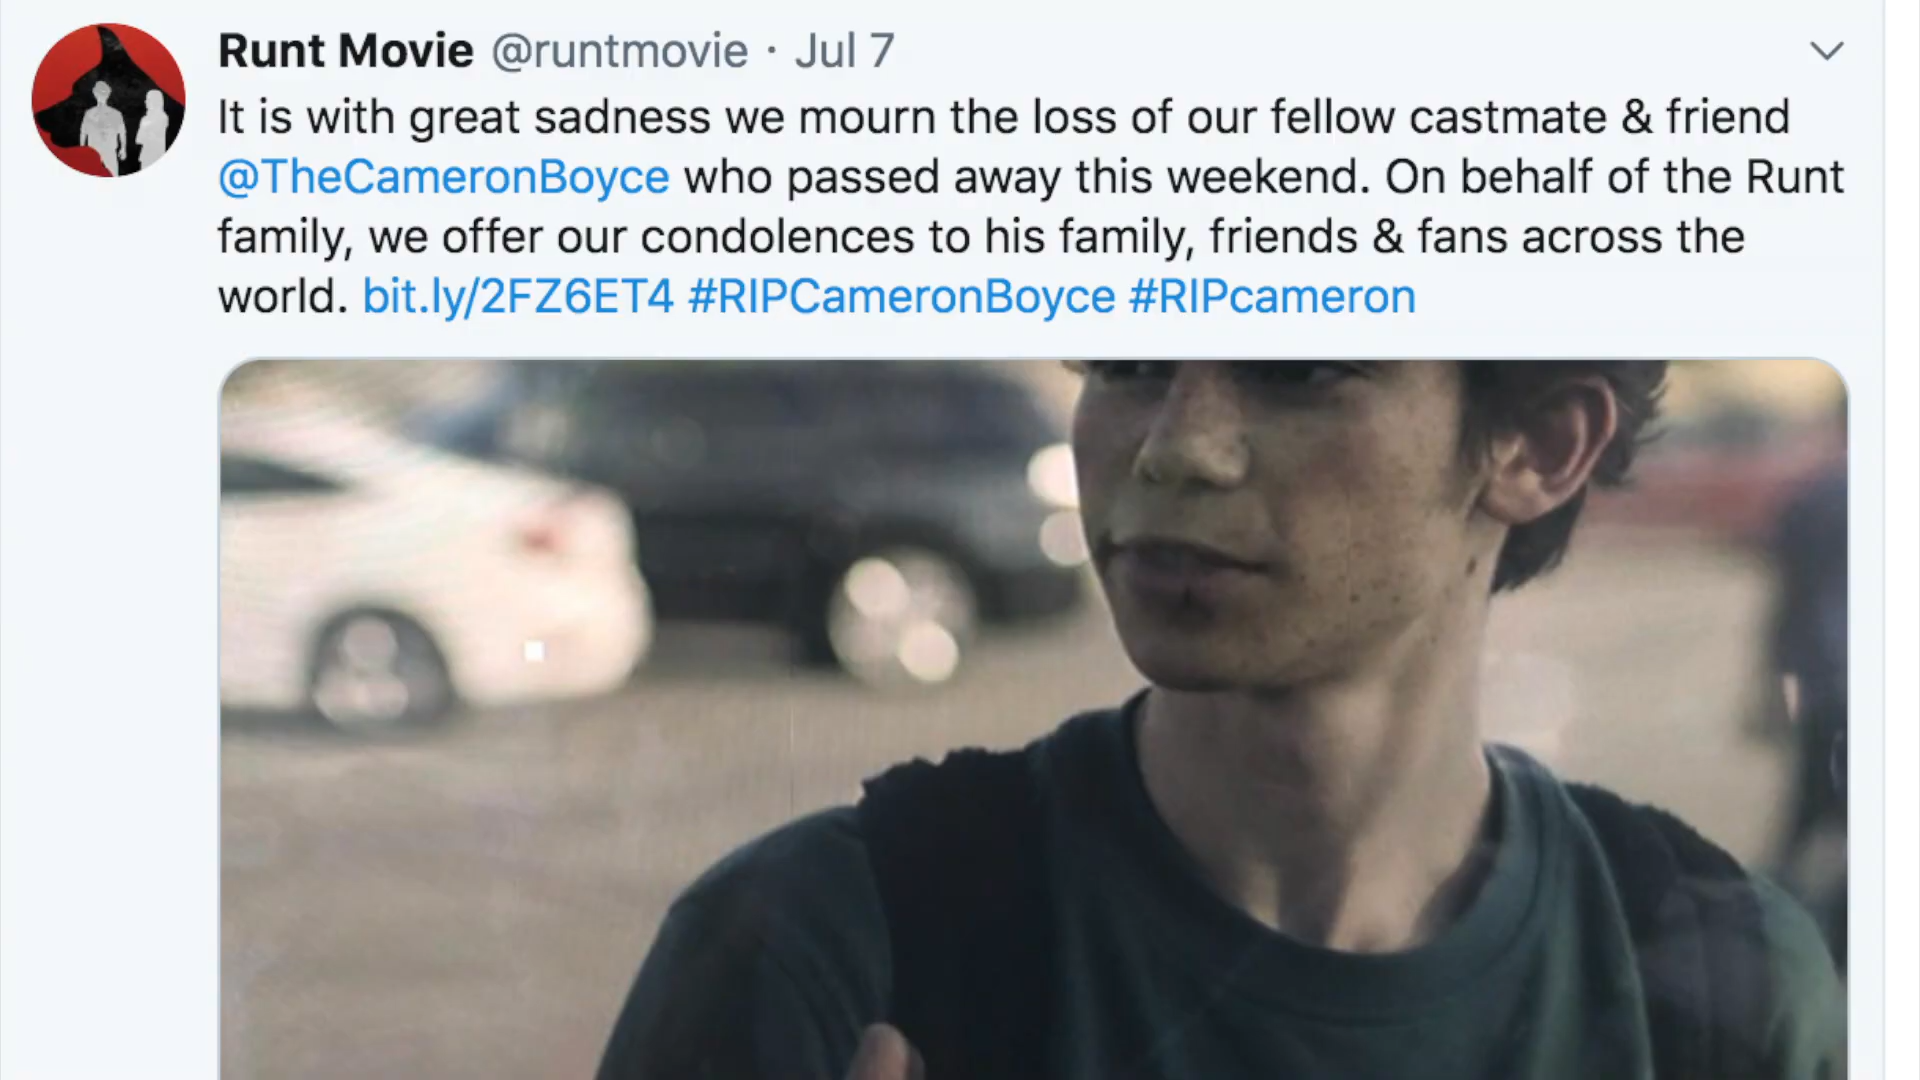 Runt Movie @runtmovie · Jul 7
It is with great sadness we mourn the loss of our fellow castmate & friend
@TheCameronBoyce who passed away this weekend. On behalf of the Runt
family, we offer our condolences to his family, friends & fans across the
world. bit.ly/2FZ6ET4 #RIPCameronBoyce #RIPcameron